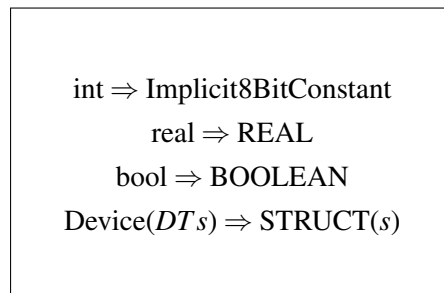 int ⇒ Implicit8BitConstant
real ⇒ REAL
bool ⇒ BOOLEAN
Device(DT s) ⇒ STRUCT(s)